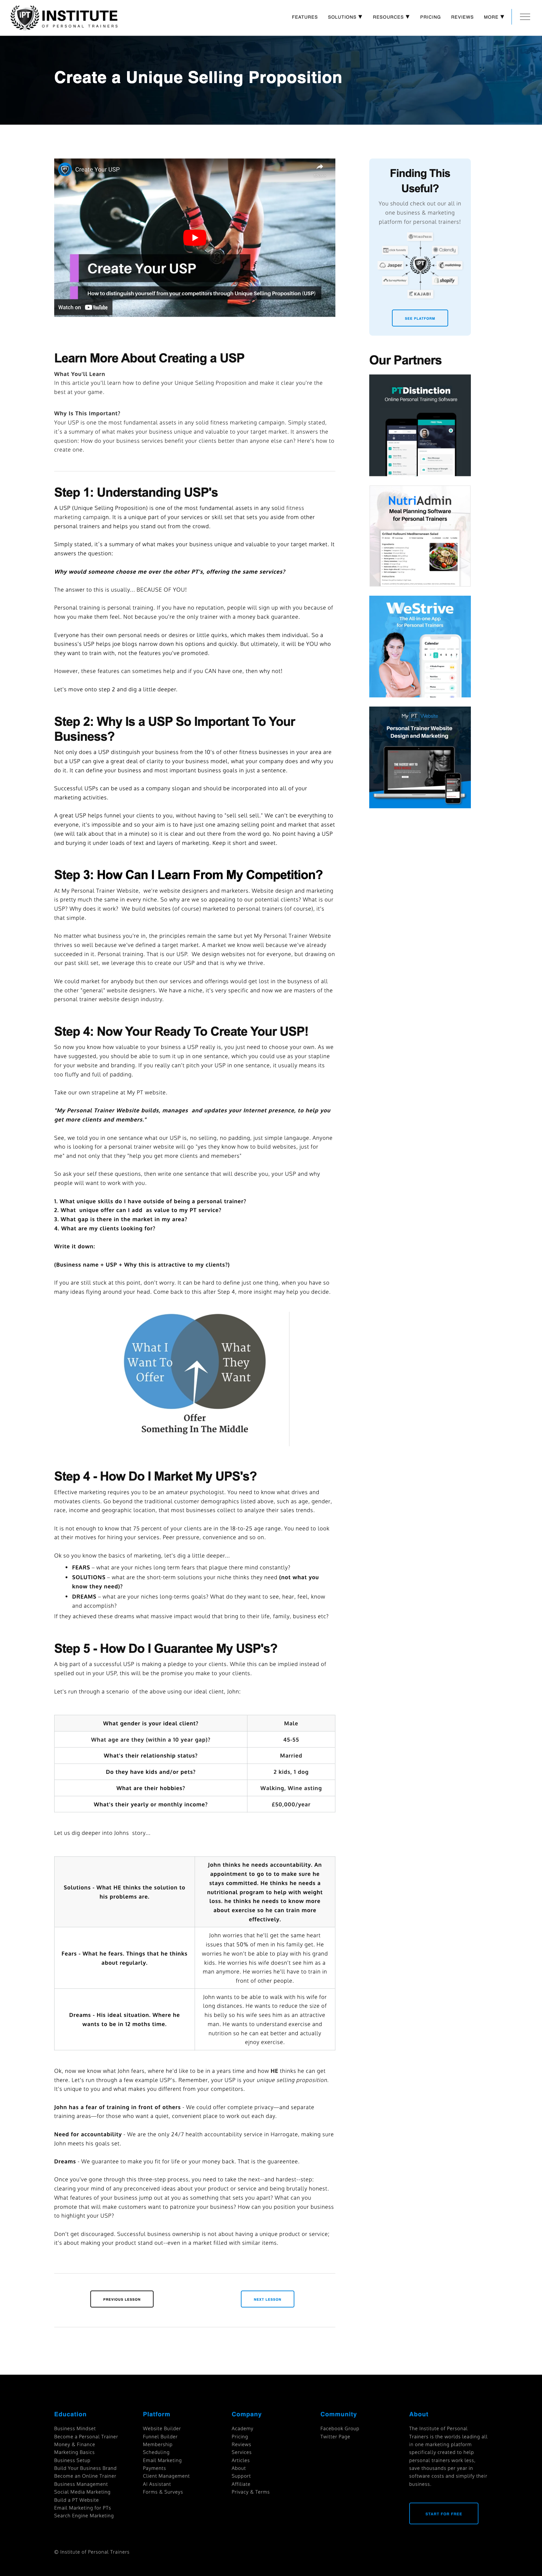 IPT INSTITUTE
OF PERSONAL TRAINERS
FEATURES SOLUTIONS ▼ RESOURCES ▼ PRICING REVIEWS MORE ▼
Create a Unique Selling Proposition
Create Your USP
Create Your USP
How to distinguish yourself from your competitors through Unique Selling Proposition (USP)
Watch on YouTube
Learn More About Creating a USP
What You'll Learn
In this article you'll learn how to define your Unique Selling Proposition and make it clear you're the
best at your game.
Why Is This Important?
Your USP is one the most fundamental assets in any solid fitness marketing campaign. Simply stated,
it's a summary of what makes your business unique and valuable to your target market. It answers the
question: How do your business services benefit your clients better than anyone else can? Here's how to
create one.
Step 1: Understanding USP's
A USP (Unique Selling Proposition) is one of the most fundamental assets in any solid fitness
marketing campaign. It is a unique part of your services or skill set that sets you aside from other
personal trainers and helps you stand out from the crowd.
Simply stated, it's a summary of what makes your business unique and valuable to your target market. It
answers the question:
Why would someone choose me over the other PT's, offering the same services?
The answer to this is usually... BECAUSE OF YOU!
Personal training is personal training. If you have no reputation, people will sign up with you because of
how you make them feel. Not because you're the only trainer with a money back guarantee.
Everyone has their own personal needs or desires or little quirks, which makes them individual. So a
business's USP helps joe blogs narrow down his options and quickly. But ultimately, it will be YOU who
they want to train with, not the features you've promoted.
However, these features can sometimes help and if you CAN have one, then why not!
Let's move onto step 2 and dig a little deeper.
Step 2: Why Is a USP So Important To Your
Business?
Not only does a USP distinguish your business from the 10's of other fitness businesses in your area are
but a USP can give a great deal of clarity to your business model, what your company does and why you
do it. It can define your business and most important business goals in just a sentence.
Successful USPs can be used as a company slogan and should be incorporated into all of your
marketing activities.
A great USP helps funnel your clients to you, without having to "sell sell sell." We can't be everything to
everyone, it's impossible and so your aim is to have just one amazing selling point and market that asset
(we will talk about that in a minute) so it is clear and out there from the word go. No point having a USP
and burying it under loads of text and layers of marketing. Keep it short and sweet.
Step 3: How Can I Learn From My Competition?
At My Personal Trainer Website, we're website designers and marketers. Website design and marketing
is pretty much the same in every niche. So why are we so appealing to our potential clients? What is our
USP? Why does it work? We build websites (of course) marketed to personal trainers (of course), it's
that simple.
No matter what business you're in, the principles remain the same but yet My Personal Trainer Website
thrives so well because we've defined a target market. A market we know well because we've already
succeeded in it. Personal training. That is our USP. We design websites not for everyone, but drawing on
our past skill set, we leverage this to create our USP and that is why we thrive.
We could market for anybody but then our services and offerings would get lost in the busyness of all
the other "general" website designers. We have a niche, it's very specific and now we are masters of the
personal trainer website design industry.
Step 4: Now Your Ready To Create Your USP!
So now you know how valuable to your bsiness a USP really is, you just need to choose your own. As we
have suggested, you should be able to sum it up in one sentence, which you could use as your stapline
for your website and branding. If you really can't pitch your USP in one sentence, it usually means its
too fluffy and full of padding.
Take our own strapeline at My PT website,
"My Personal Trainer Website builds, manages and updates your Internet presence, to help you
get more clients and members."
See, we told you in one sentance what our USP is, no selling, no padding, just simple langauge. Anyone
who is looking for a personal trainer website will go "yes they know how to build websites, just for
me" and not only that they "help you get more clients and memebers"
So ask your self these questions, then write one sentance that will describe you, your USP and why
people will want to work with you.
1. What unique skills do I have outside of being a personal trainer?
2. What unique offer can I add as value to my PT service?
3. What gap is there in the market in my area?
4. What are my clients looking for?
Write it down:
(Business name + USP + Why this is attractive to my clients?)
If you are still stuck at this point, don't worry. It can be hard to define just one thing, when you have so
many ideas flying around your head. Come back to this after Step 4, more insight may help you decide.
What I
Want To
Offer
What
They
Want
Offer
Something In The Middle
Step 4 - How Do I Market My UPS's?
Effective marketing requires you to be an amateur psychologist. You need to know what drives and
motivates clients. Go beyond the traditional customer demographics listed above, such as age, gender,
race, income and geographic location, that most businesses collect to analyze their sales trends.
It is not enough to know that 75 percent of your clients are in the 18-to-25 age range. You need to look
at their motives for hiring your services. Peer pressure, convenience and so on.
Ok so you know the basics of marketing, let's dig a little deeper...
• FEARS – what are your niches long term fears that plague there mind constantly?
• SOLUTIONS – what are the short-term solutions your niche thinks they need (not what you
know they need)?
• DREAMS – what are your niches long-terms goals? What do they want to see, hear, feel, know
and accomplish?
If they achieved these dreams what massive impact would that bring to their life, family, business etc?
Step 5 - How Do I Guarantee My USP's?
A big part of a successful USP is making a pledge to your clients. While this can be implied instead of
spelled out in your USP, this will be the promise you make to your clients.
Let's run through a scenario of the above using our ideal client, John:
What gender is your ideal client? Male
What age are they (within a 10 year gap)? 45-55
What's their relationship status? Married
Do they have kids and/or pets? 2 kids, 1 dog
What are their hobbies? Walking, Wine asting
What's their yearly or monthly income? £50,000/year
Let us dig deeper into Johns story...
Solutions - What HE thinks the solution to
his problems are.
John thinks he needs accountability. An
appointment to go to to make sure he
stays committed. He thinks he needs a
nutritional program to help with weight
loss. he thinks he needs to know more
about exercise so he can train more
effectively.
Fears - What he fears. Things that he thinks
about regularly.
John worries that he'll get the same heart
issues that 50% of men in his family get. He
worries he won't be able to play with his grand
kids. He worries his wife doesn't see him as a
man anymore. He worries he'll have to train in
front of other people.
Dreams - His ideal situation. Where he
wants to be in 12 moths time.
John wants to be able to walk with his wife for
long distances. He wants to reduce the size of
his belly so his wife sees him as an attractive
man. He wants to understand exercise and
nutrition so he can eat better and actually
ejnoy exercise.
Ok, now we know what John fears, where he'd like to be in a years time and how HE thinks he can get
there. Let's run through a few example USP's. Remember, your USP is your unique selling proposition.
It's unique to you and what makes you different from your competitors.
John has a fear of training in front of others - We could offer complete privacy—and separate
training areas—for those who want a quiet, convenient place to work out each day.
Need for accountability - We are the only 24/7 health accountability service in Harrogate, making sure
John meets his goals set.
Dreams - We guarantee to make you fit for life or your money back. That is the guareentee.
Once you've gone through this three-step process, you need to take the next--and hardest--step:
clearing your mind of any preconceived ideas about your product or service and being brutally honest.
What features of your business jump out at you as something that sets you apart? What can you
promote that will make customers want to patronize your business? How can you position your business
to highlight your USP?
Don't get discouraged. Successful business ownership is not about having a unique product or service;
it's about making your product stand out--even in a market filled with similar items.
PREVIOUS LESSON
NEXT LESSON
Finding This
Useful?
You should check out our all in
one business & marketing
platform for personal trainers!
Calendly
Jasper
mailchimp
shopify
KAJABI
SEE PLATFORM
Our Partners
PTDistinction
Online Personal Training Software
NutriAdmin
Meal Planning Software
for Personal Trainers
WeStrive
The All in One App
For Personal Trainers
Calendar
My PT Website
Personal Trainer Website
Design and Marketing
Education
Business Mindset
Become a Personal Trainer
Money & Finance
Marketing Basics
Business Setup
Build Your Business Brand
Become an Online Trainer
Business Management
Social Media Marketing
Build a PT Website
Email Marketing for PTs
Search Engine Marketing
Platform
Website Builder
Funnel Builder
Membership
Scheduling
Email Marketing
Payments
Client Management
AI Assistant
Forms & Surveys
Company
Academy
Pricing
Reviews
Services
Articles
About
Support
Affiliate
Privacy & Terms
Community
Facebook Group
Twitter Page
About
The Institute of Personal
Trainers is the worlds leading all
in one marketing platform
specifically created to help
personal trainers work less,
save thousands per year in
software costs and simplify their
business.
START FOR FREE
© Institute of Personal Trainers